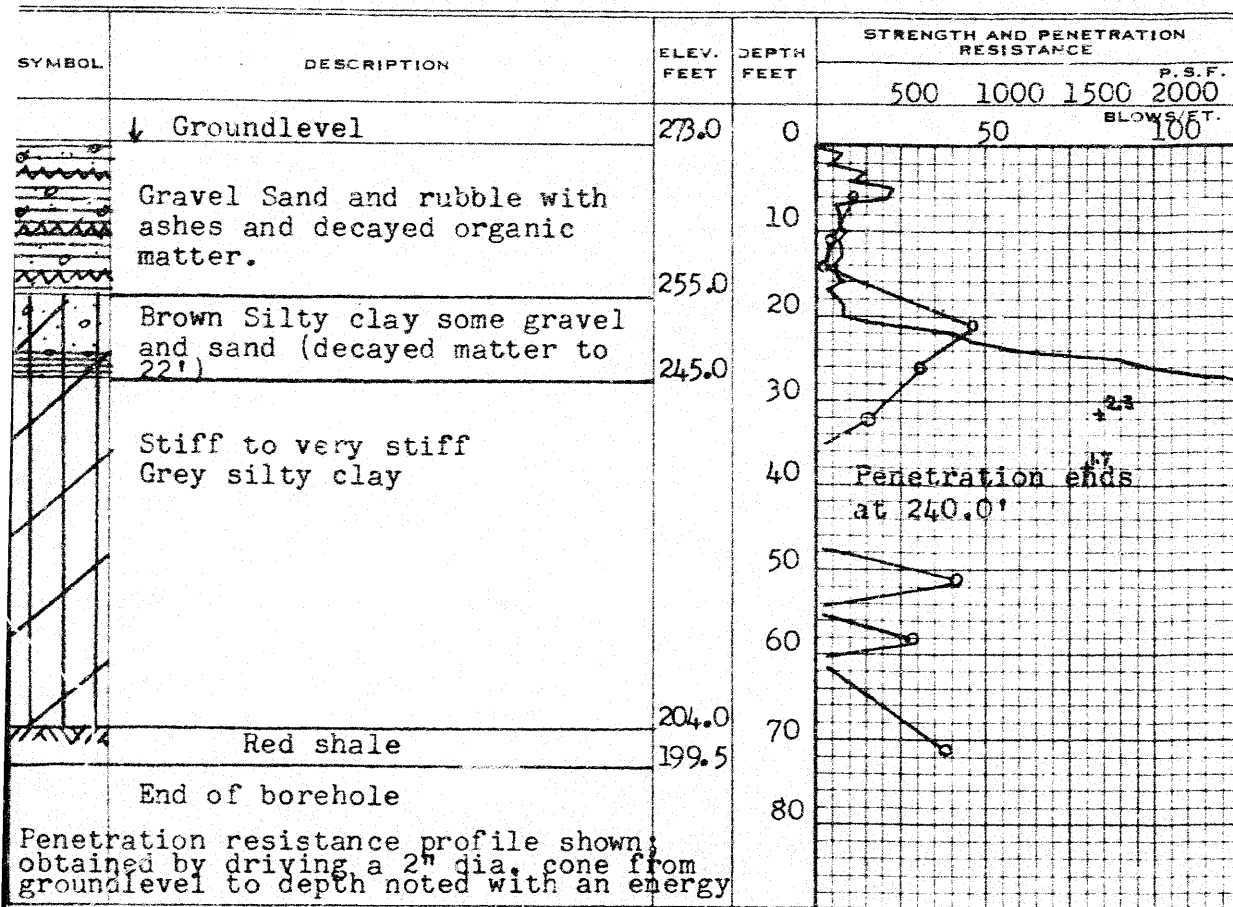 SYMBOL DESCRIPTION ELEV. FEET DEPTH FEET STRENGTH AND PENETRATION RESISTANCE
P.S.F.
500 1000 1500 2000
BLOWS/FT.
Groundlevel 273.0 0 50 100
Gravel Sand and rubble with
ashes and decayed organic
matter.
10
255.0
20
Brown Silty clay some gravel
and sand (decayed matter to
22')
245.0
30
2.3
Stiff to very stiff
Grey silty clay
40
1.7
Penetration ends
at 240.0'
50
60
204.0
70
Red shale
199.5
End of borehole
80
Penetration resistance profile shown;
obtained by driving a 2" dia. cone from
groundlevel to depth noted with an energy